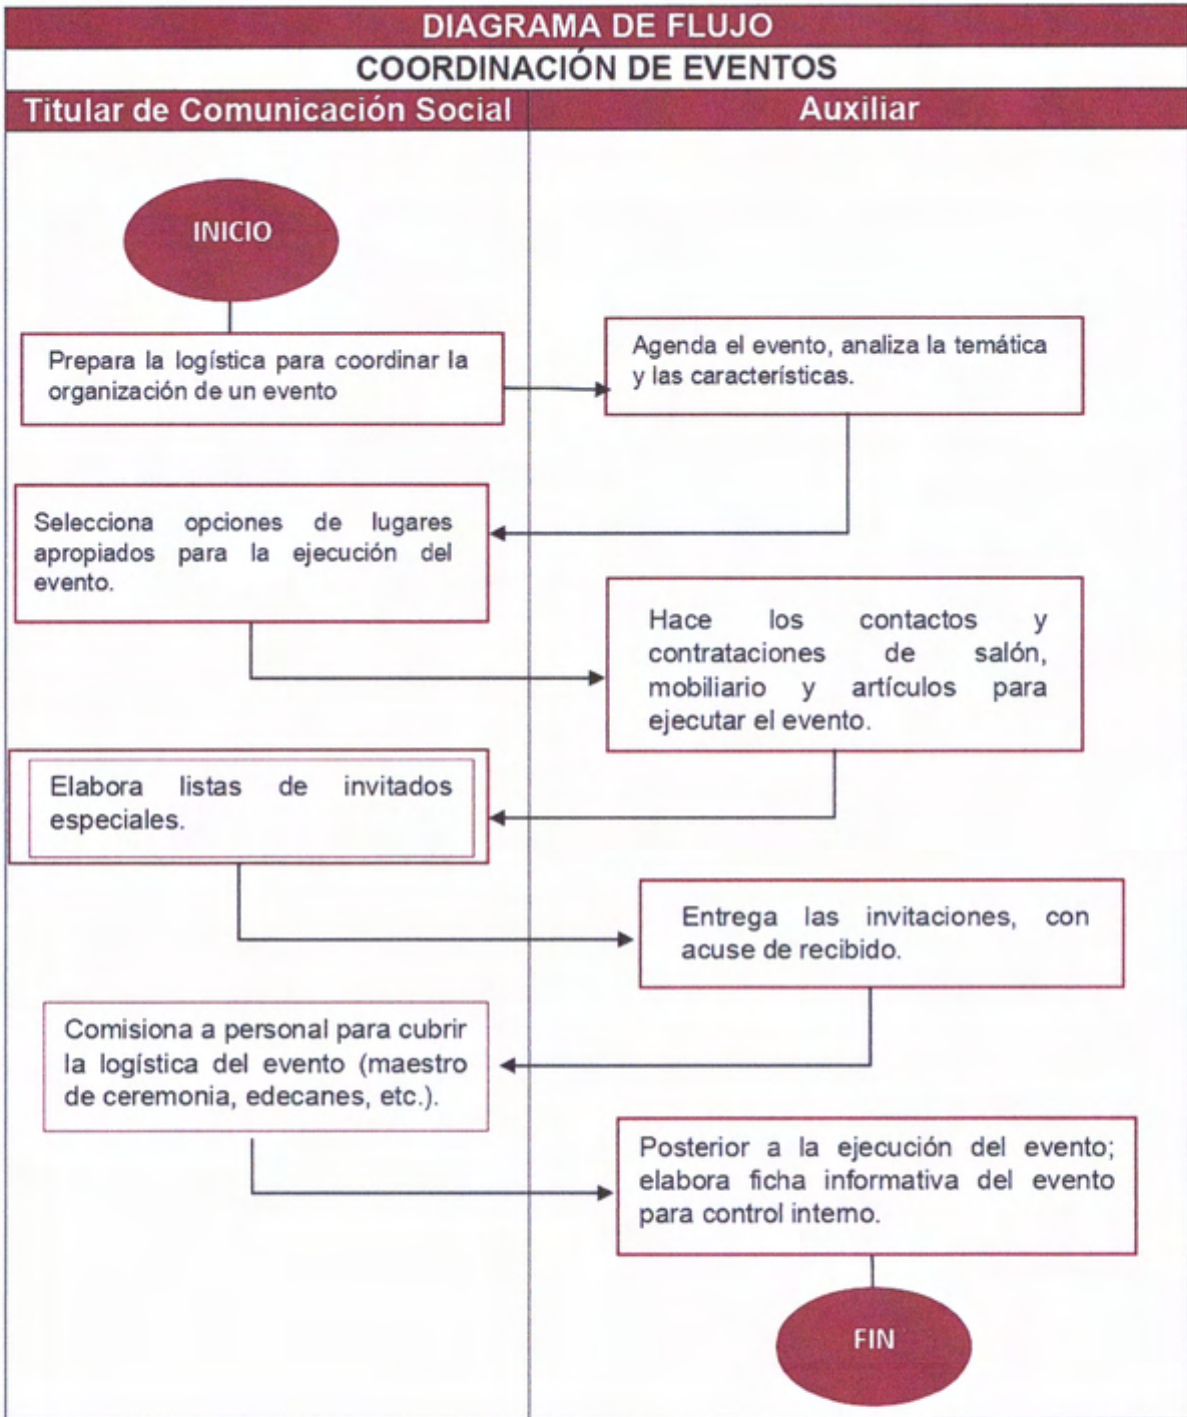 DIAGRAMA DE FLUJO
COORDINACIÓN DE EVENTOS
Titular de Comunicación Social
Auxiliar
INICIO
Prepara la logística para coordinar la
organización de un evento
Agenda el evento, analiza la temática
y las características.
Selecciona opciones de lugares
apropiados para la ejecución del
evento.
Hace los contactos y
contrataciones de salón,
mobiliario y artículos para
ejecutar el evento.
Elabora listas de invitados
especiales.
Entrega las invitaciones, con
acuse de recibido.
Comisiona a personal para cubrir
la logística del evento (maestro
de ceremonia, edecanes, etc.).
Posterior a la ejecución del evento;
elabora ficha informativa del evento
para control interno.
FIN